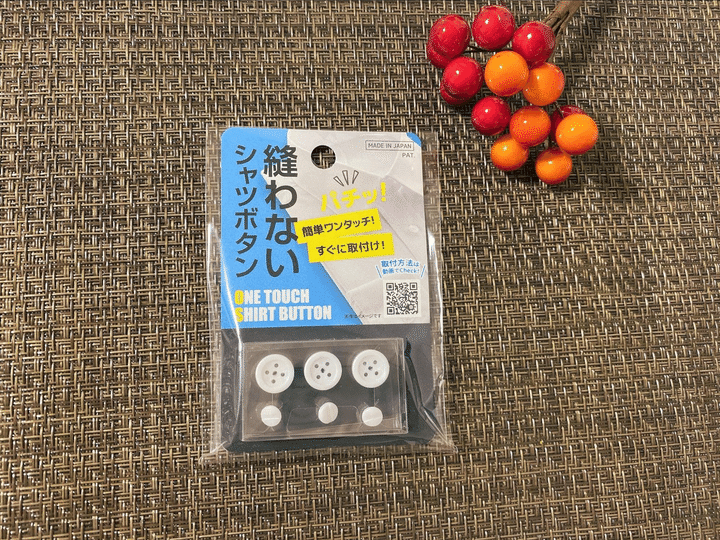 MADE IN JAPAN
PAT.
縫わない
シャツボタン
パチッ!
簡単ワンタッチ!
すぐに取付け!
取付方法は
動画でCheck!
ONE TOUCH
SHIRT BUTTON